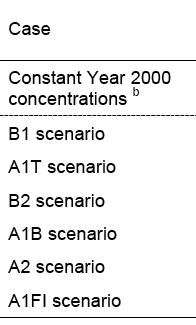 Case
Constant Year 2000
concentrations b
B1 scenario
A1T scenario
B2 scenario
A1B scenario
A2 scenario
A1FI scenario